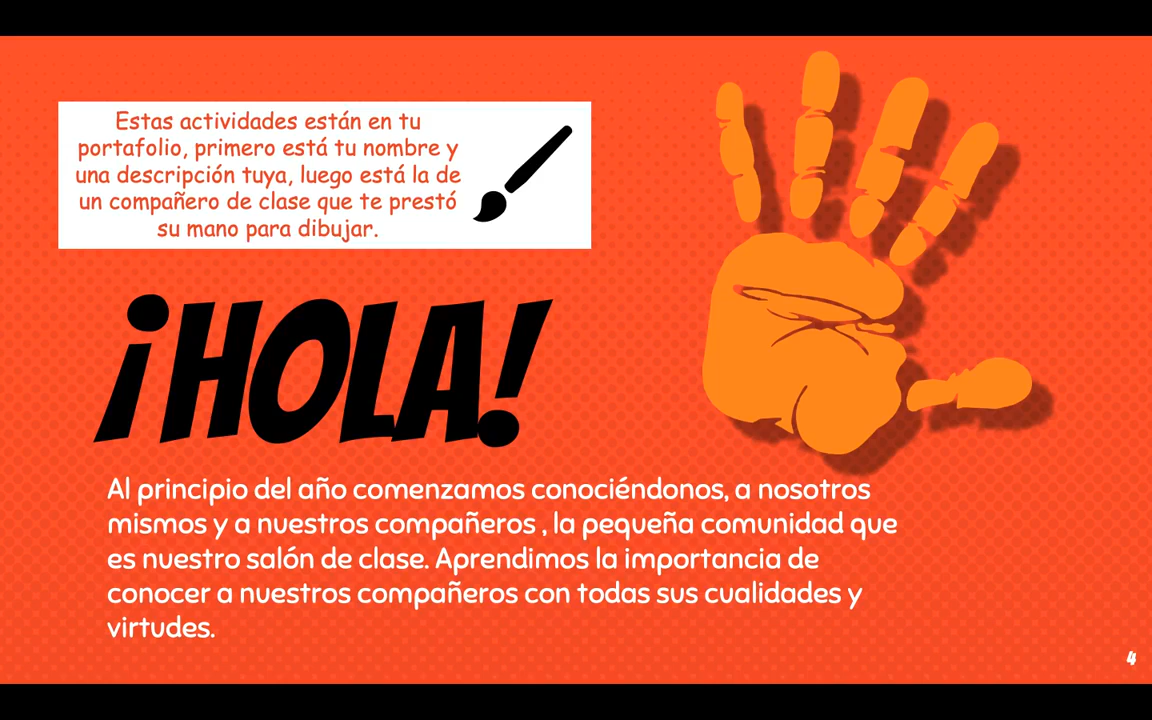 Estas actividades están en tu
portafolio, primero está tu nombre y
una descripción tuya, luego está la de
un compañero de clase que te prestó
su mano para dibujar.
¡HOLA!
Al principio del año comenzamos conociéndonos, a nosotros
mismos y a nuestros compañeros , la pequeña comunidad que
es nuestro salón de clase. Aprendimos la importancia de
conocer a nuestros compañeros con todas sus cualidades y
virtudes.
4